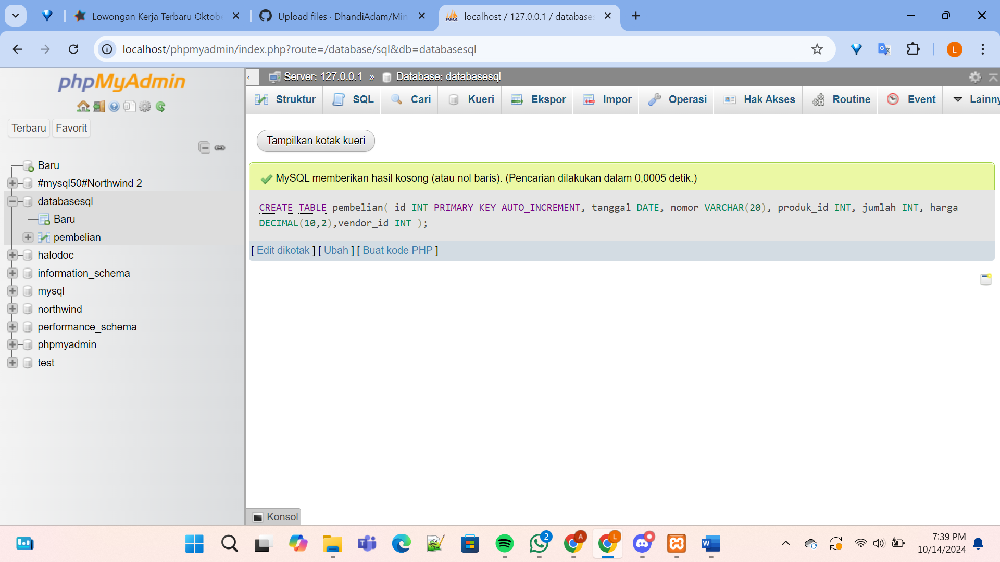 Lowongan Kerja Terbaru Oktobe
Upload files · DhandiAdam/Min
localhost / 127.0.0.1 / databases
localhost/phpmyadmin/index.php?route=/database/sql&db=databasesql
L
phpMyAdmin
Terbaru
Favorit
Baru
#mysql50#Northwind 2
databasesql
Baru
pembelian
halodoc
information_schema
mysql
northwind
performance_schema
phpmyadmin
test
Server: 127.0.0.1 » Database: databasesql
Struktur
SQL
Cari
Kueri
Ekspor
Impor
Operasi
Hak Akses
Routine
Event
Lainny
Tampilkan kotak kueri
MySQL memberikan hasil kosong (atau nol baris). (Pencarian dilakukan dalam 0,0005 detik.)
CREATE TABLE pembelian( id INT PRIMARY KEY AUTO_INCREMENT, tanggal DATE, nomor VARCHAR(20), produk_id INT, jumlah INT, harga
DECIMAL(10,2),vendor_id INT );
[ Edit dikotak ] [ Ubah ] [ Buat kode PHP ]
Konsol
2
A
L
7:39 PM
10/14/2024